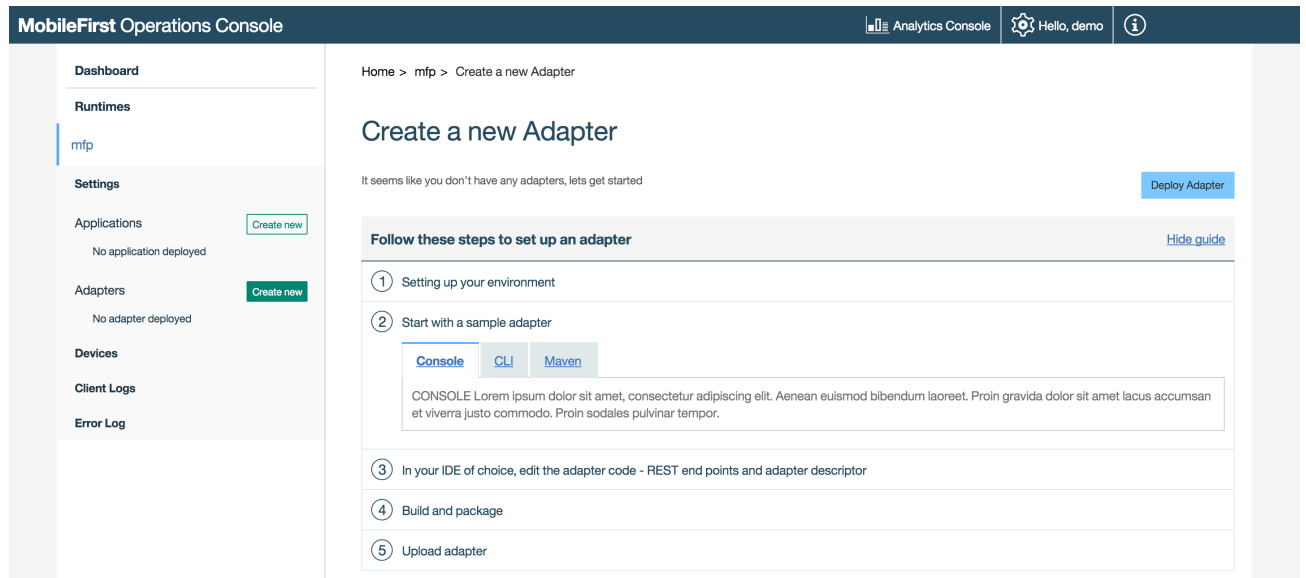 MobileFirst Operations Console
Analytics Console
Hello, demo
Dashboard
Runtimes
mfp
Settings
Applications
Create new
No application deployed
Adapters
Create new
No adapter deployed
Devices
Client Logs
Error Log
Home > mfp > Create a new Adapter
Create a new Adapter
It seems like you don't have any adapters, lets get started
Deploy Adapter
Follow these steps to set up an adapter
Hide guide
1 Setting up your environment
2 Start with a sample adapter
Console CLI Maven
CONSOLE Lorem ipsum dolor sit amet, consectetur adipiscing elit. Aenean euismod bibendum laoreet. Proin gravida dolor sit amet lacus accumsan
et viverra justo commodo. Proin sodales pulvinar tempor.
3 In your IDE of choice, edit the adapter code - REST end points and adapter descriptor
4 Build and package
5 Upload adapter